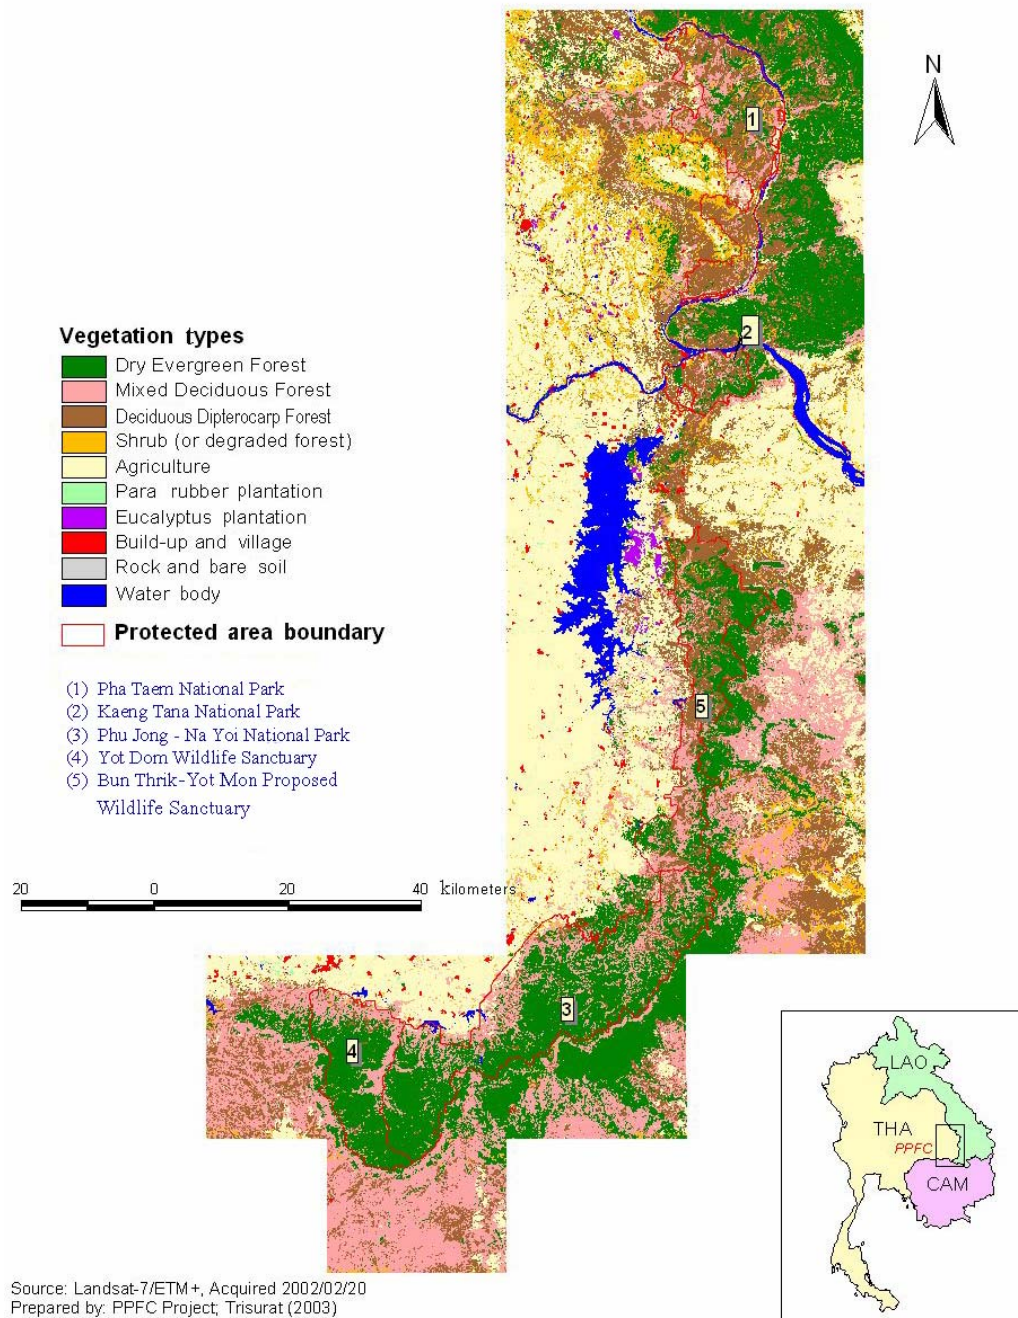 N
1
2
Vegetation types
Dry Evergreen Forest
Mixed Deciduous Forest
Deciduous Dipterocarp Forest
Shrub (or degraded forest)
Agriculture
Para rubber plantation
Eucalyptus plantation
Build-up and village
Rock and bare soil
Water body
Protected area boundary
(1) Pha Taem National Park
(2) Kaeng Tana National Park
(3) Phu Jong - Na Yoi National Park
(4) Yot Dom Wildlife Sanctuary
(5) Bun Thrik-Yot Mon Proposed
Wildlife Sanctuary
5
20 0 20 40 kilometers
3
4
LAO
THA
PPFC
CAM
Source: Landsat-7/ETM+, Acquired 2002/02/20
Prepared by: PPFC Project; Trisurat (2003)